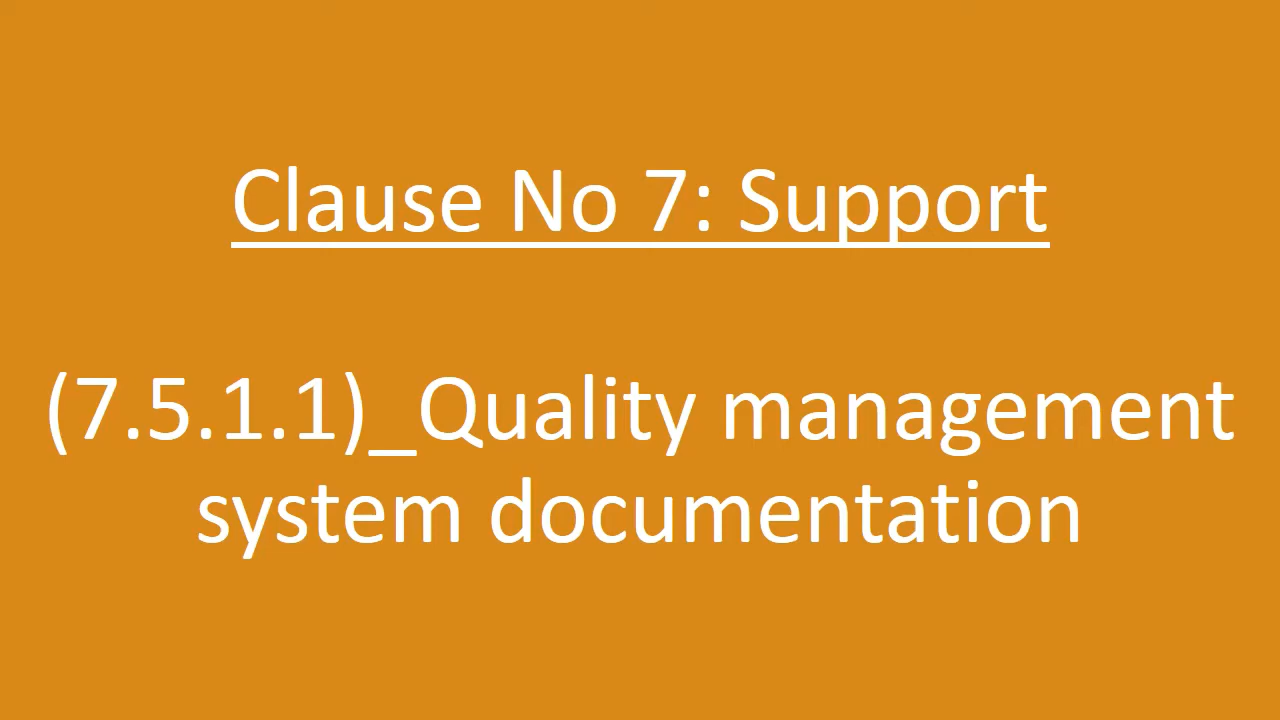 Clause No 7: Support
(7.5.1.1)_Quality management
system documentation